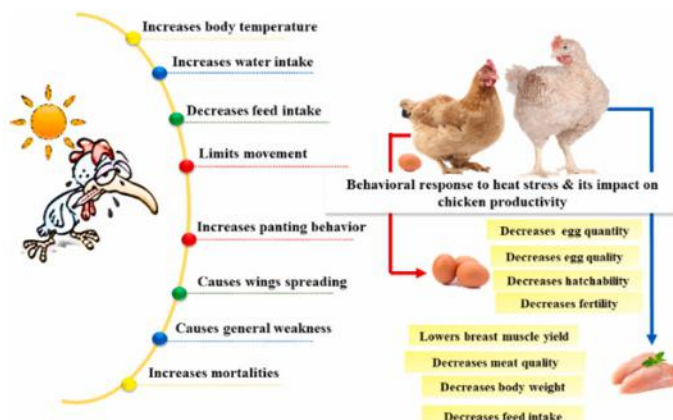 Increases body temperature
Increases water intake
Decreases feed intake
Limits movement
Increases panting behavior
Causes wings spreading
Causes general weakness
Increases mortalities
Behavioral response to heat stress & its impact on
chicken productivity
Decreases egg quantity
Decreases egg quality
Decreases hatchability
Decreases fertility
Lowers breast muscle yield
Decreases meat quality
Decreases body weight
Decreases feed intake